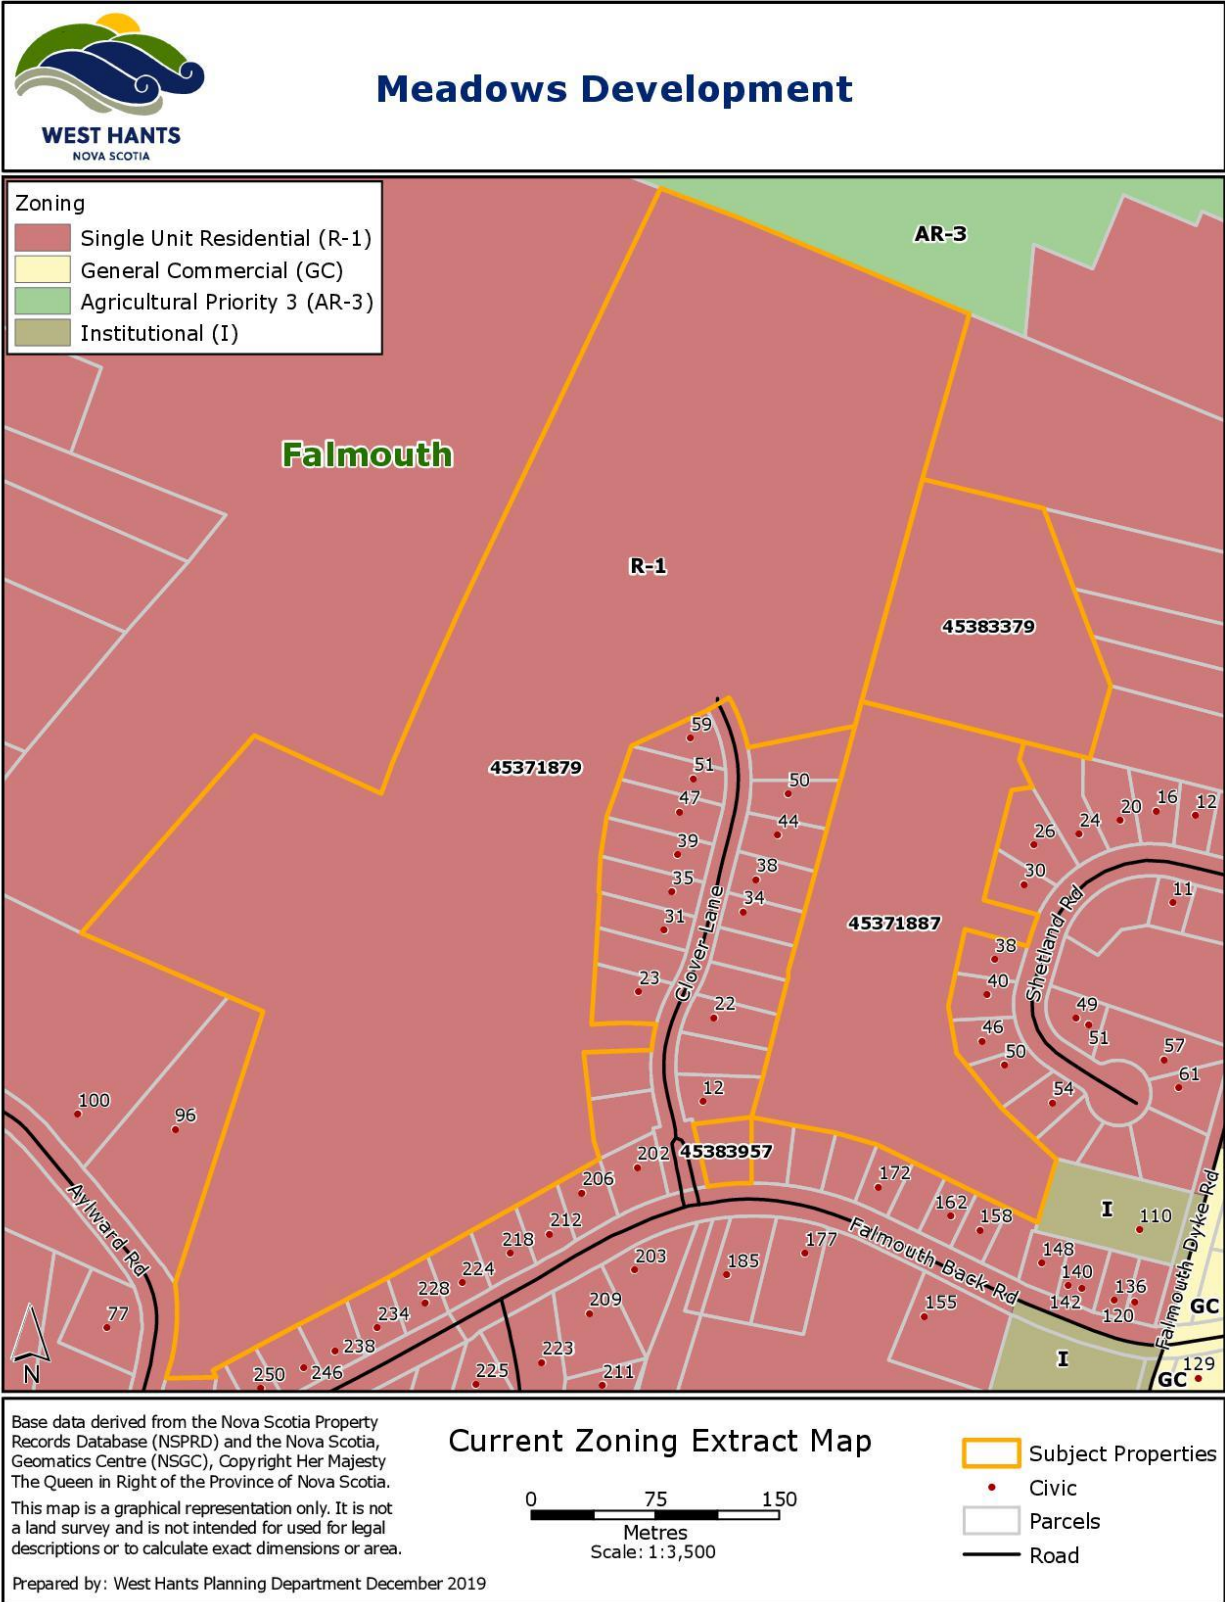 WEST HANTS
NOVA SCOTIA
Meadows Development
Zoning
Single Unit Residential (R-1)
General Commercial (GC)
Agricultural Priority 3 (AR-3)
Institutional (I)
AR-3
Falmouth
R-1
45383379
59
45371879
51
50
47
16
12
20
24
44
26
39
38
30
35
11
34
31
45371887
Clover Lane
Shetland Rd
38
23
40
22
49
46
51
50
57
61
12
54
100
96
202
45383957
206
172
Aylward Rd
162
158
I
110
212
218
203
177
Falmouth Back Rd
Falmouth Dyke Rd
185
148
224
140
228
136
142
120
GC
77
209
155
234
238
223
I
129
GC
250
246
225
211
N
Base data derived from the Nova Scotia Property
Records Database (NSPRD) and the Nova Scotia,
Geomatics Centre (NSGC), Copyright Her Majesty
The Queen in Right of the Province of Nova Scotia.
This map is a graphical representation only. It is not
a land survey and is not intended for used for legal
descriptions or to calculate exact dimensions or area.
Prepared by: West Hants Planning Department December 2019
Current Zoning Extract Map
0 75 150
Metres
Scale: 1:3,500
Subject Properties
Civic
Parcels
Road